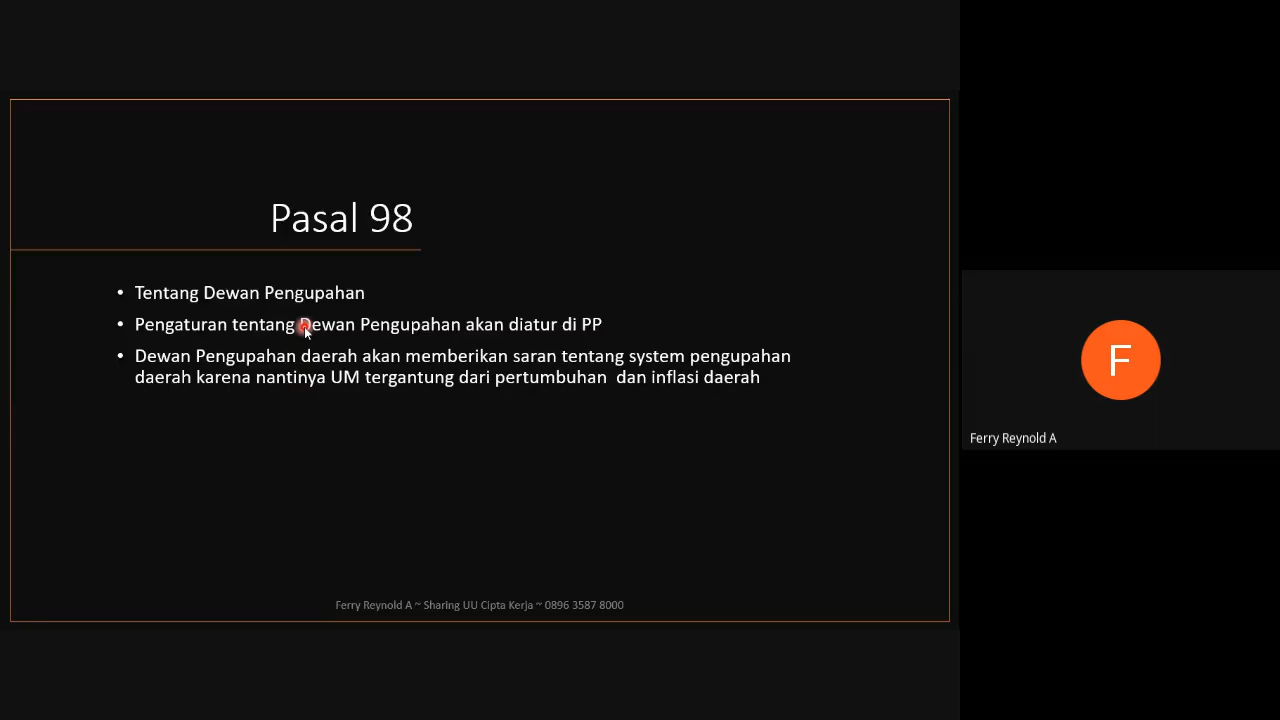 Pasal 98
• Tentang Dewan Pengupahan
• Pengaturan tentang Dewan Pengupahan akan diatur di PP
• Dewan Pengupahan daerah akan memberikan saran tentang system pengupahan
daerah karena nantinya UM tergantung dari pertumbuhan dan inflasi daerah
Ferry Reynold A ~ Sharing UU Cipta Kerja ~ 0896 3587 8000
F
Ferry Reynold A